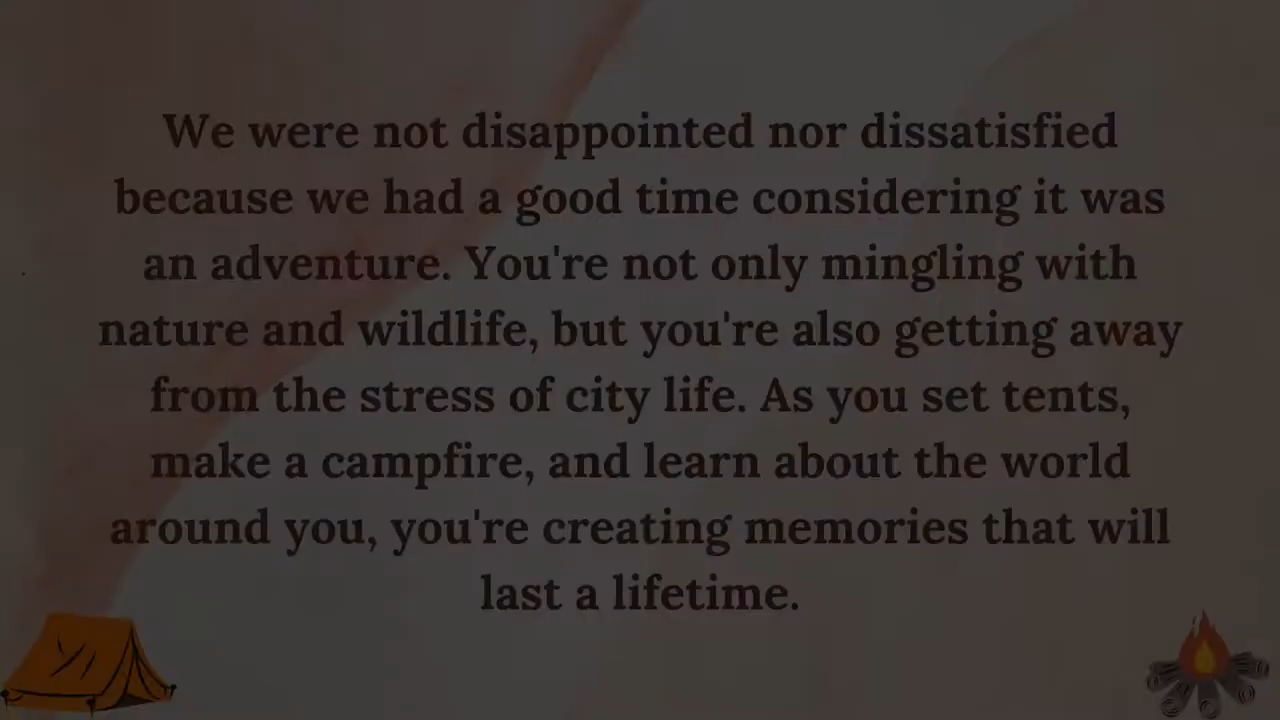 We were not disappointed nor dissatisfied
because we had a good time considering it was
an adventure. You're not only mingling with
nature and wildlife, but you're also getting away
from the stress of city life. As you set tents,
make a campfire, and learn about the world
around you, you're creating memories that will
last a lifetime.